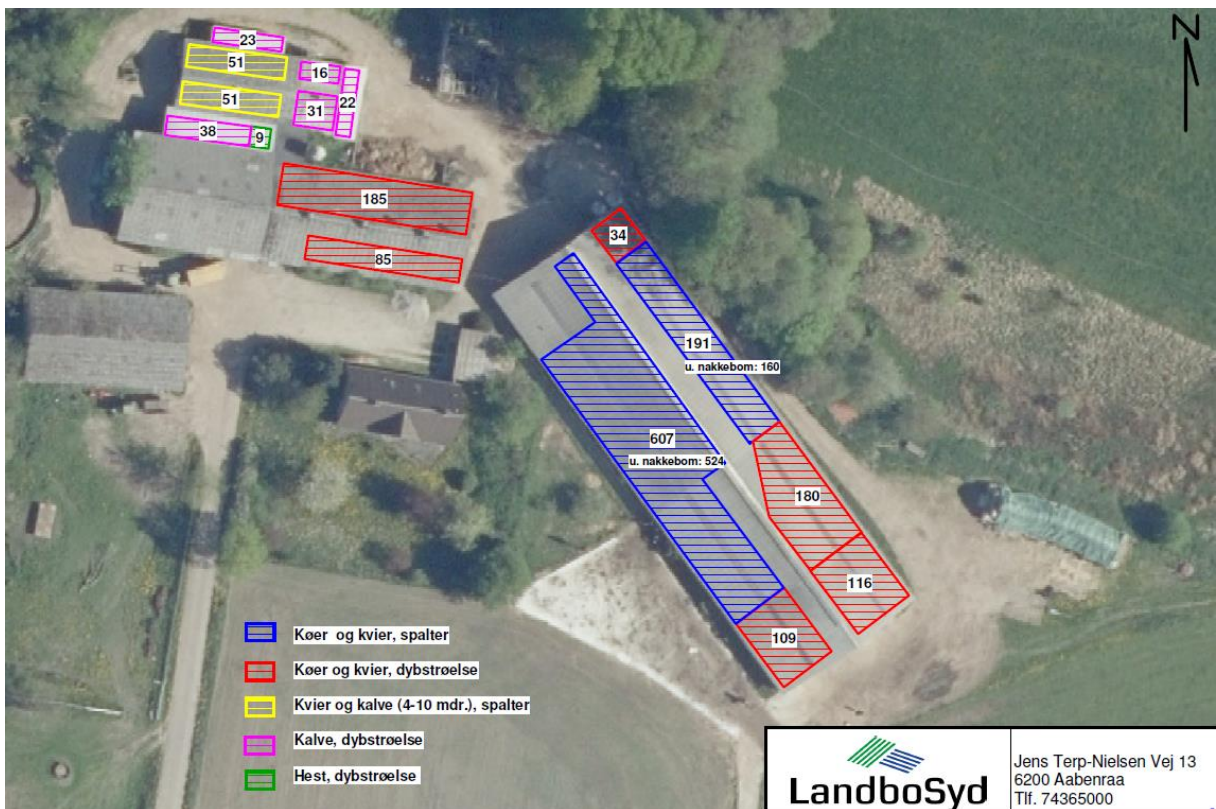 N
23
51
16
51
31
22
38
9
185
85
34
191
u. nakkebom: 160
607
u. nakkebom: 524
180
116
109
Køer og kvier, spalter
Køer og kvier, dybstrøelse
Kvier og kalve (4-10 mdr.), spalter
Kalve, dybstrøelse
Hest, dybstrøelse
LandboSyd
Jens Terp-Nielsen Vej 13
6200 Aabenraa
Tlf. 74365000